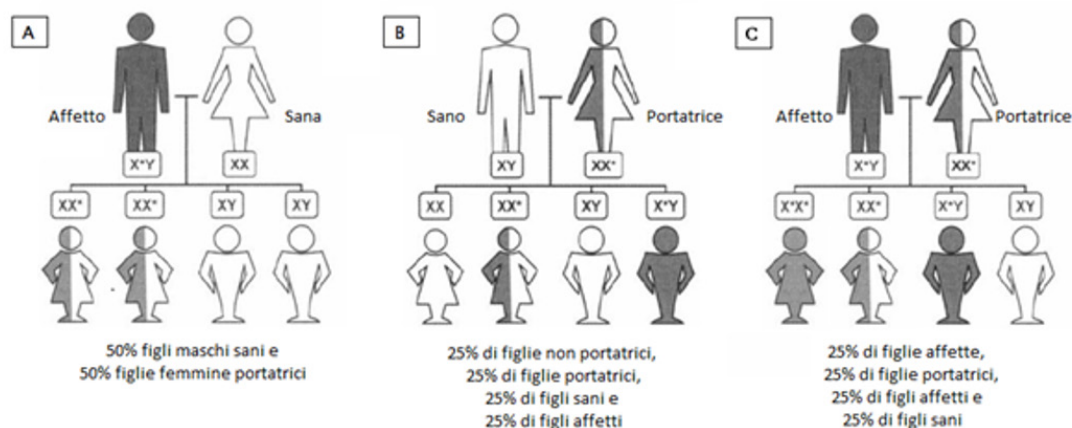 A
Affetto
Sana
X*Y
XX
XX*
XX*
XY
XY
50% figli maschi sani e
50% figlie femmine portatrici
B
Sano
Portatrice
XY
XX*
XX
XX*
XY
X*Y
25% di figlie non portatrici,
25% di figlie portatrici,
25% di figli sani e
25% di figli affetti
C
Affetto
Portatrice
X*Y
XX*
X*X*
XX*
X*Y
XY
25% di figlie affette,
25% di figlie portatrici,
25% di figli affetti e
25% di figli sani